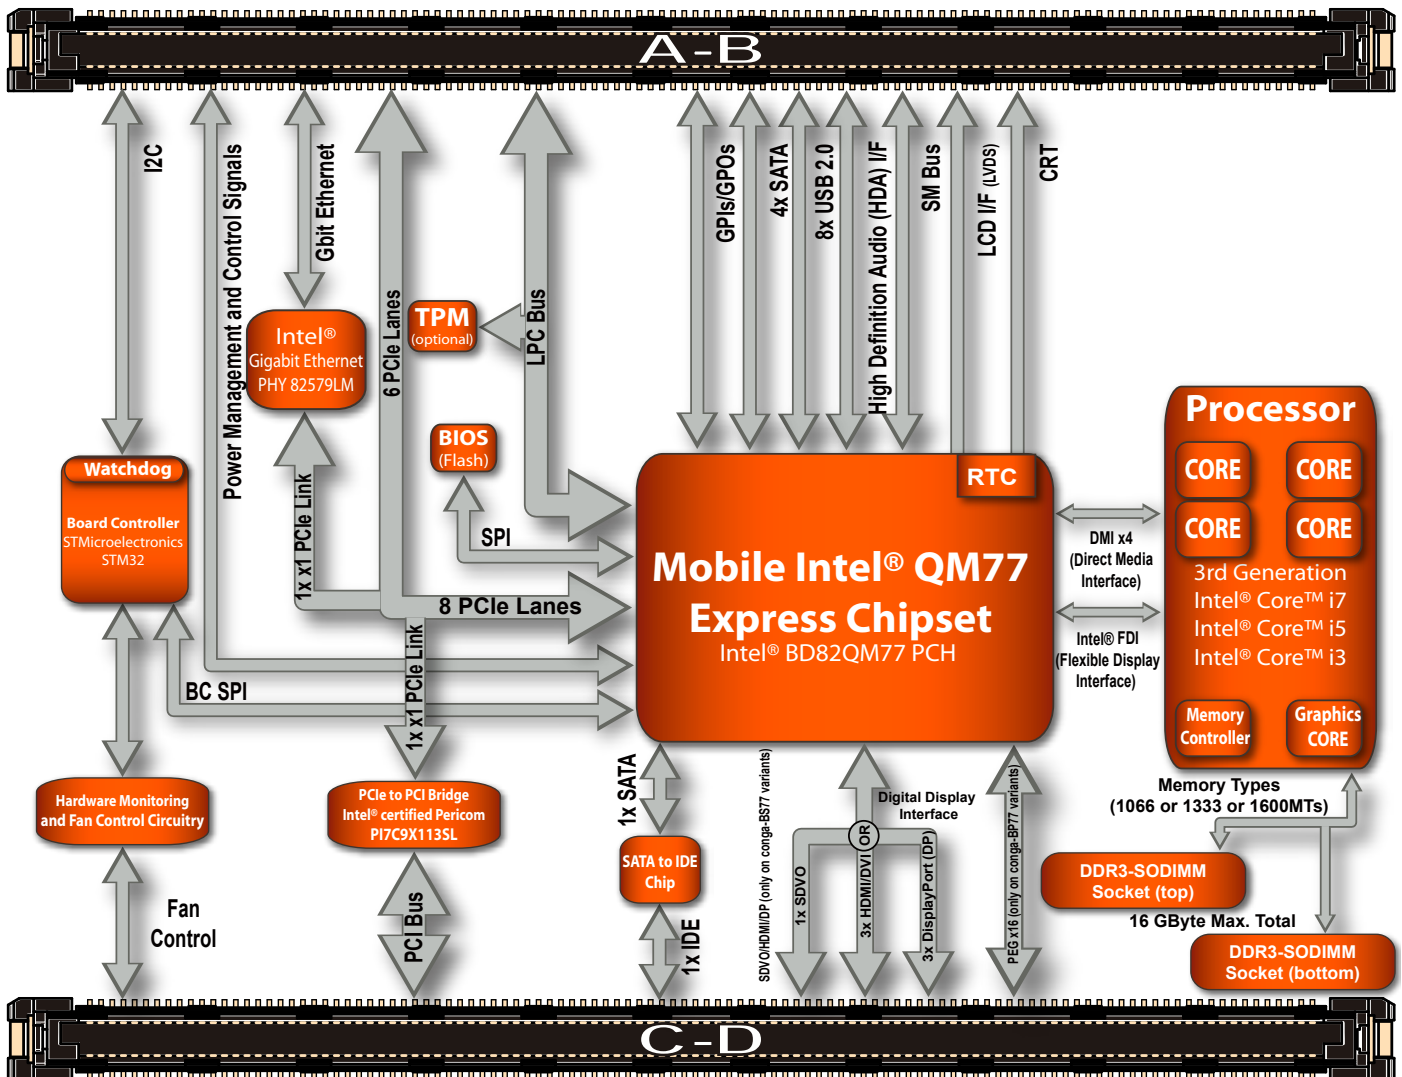 A-B
I2C
Power Management and Control Signals
Gbit Ethernet
6 PCIe Lanes
LPC Bus
GPIs/GPOs
4x SATA
8x USB 2.0
High Definition Audio (HDA) I/F
SM Bus
LCD I/F (LVDS)
CRT
Intel®
Gigabit Ethernet
PHY 82579LM
TPM
(optional)
BIOS
(Flash)
SPI
1x x1 PCIe Link
8 PCIe Lanes
1x x1 PCIe Link
BC SPI
Watchdog
Board Controller
STMicroelectronics
STM32
RTC
Mobile Intel® QM77
Express Chipset
Intel® BD82QM77 PCH
DMI x4
(Direct Media
Interface)
Intel® FDI
(Flexible Display
Interface)
Processor
CORE
CORE
CORE
CORE
3rd Generation
Intel® Core™ i7
Intel® Core™ i5
Intel® Core™ i3
Memory
Controller
Graphics
CORE
Memory Types
(1066 or 1333 or 1600MTs)
DDR3-SODIMM
Socket (top)
16 GByte Max. Total
DDR3-SODIMM
Socket (bottom)
Hardware Monitoring
and Fan Control Circuitry
Fan
Control
PCIe to PCI Bridge
Intel® certified Pericom
PI7C9X113SL
PCI Bus
1x SATA
SATA to IDE
Chip
1x IDE
SDVO/HDMI/DP (only on conga-BS77 variants)
Digital Display
Interface
OR
1x SDVO
3x HDMI/DVI
3x DisplayPort (DP)
PEG x16 (only on conga-BP77 variants)
C-D